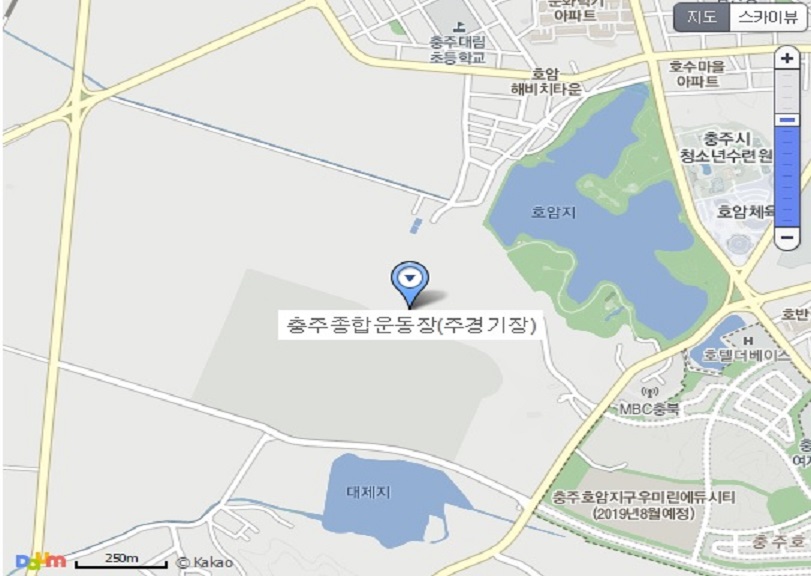 지도 스카이뷰
문화럭키
아파트
충주대림
초등학교
호암
해비치타운
호수마을
아파트
충주시
청소년수련원
호암지
호암체육
충주종합운동장(주경기장)
호반
H
호텔더베이스
MBC충북
대제지
충주호암지구우미린에듀시티
(2019년8월예정)
충주호
Daum
250m
© Kakao